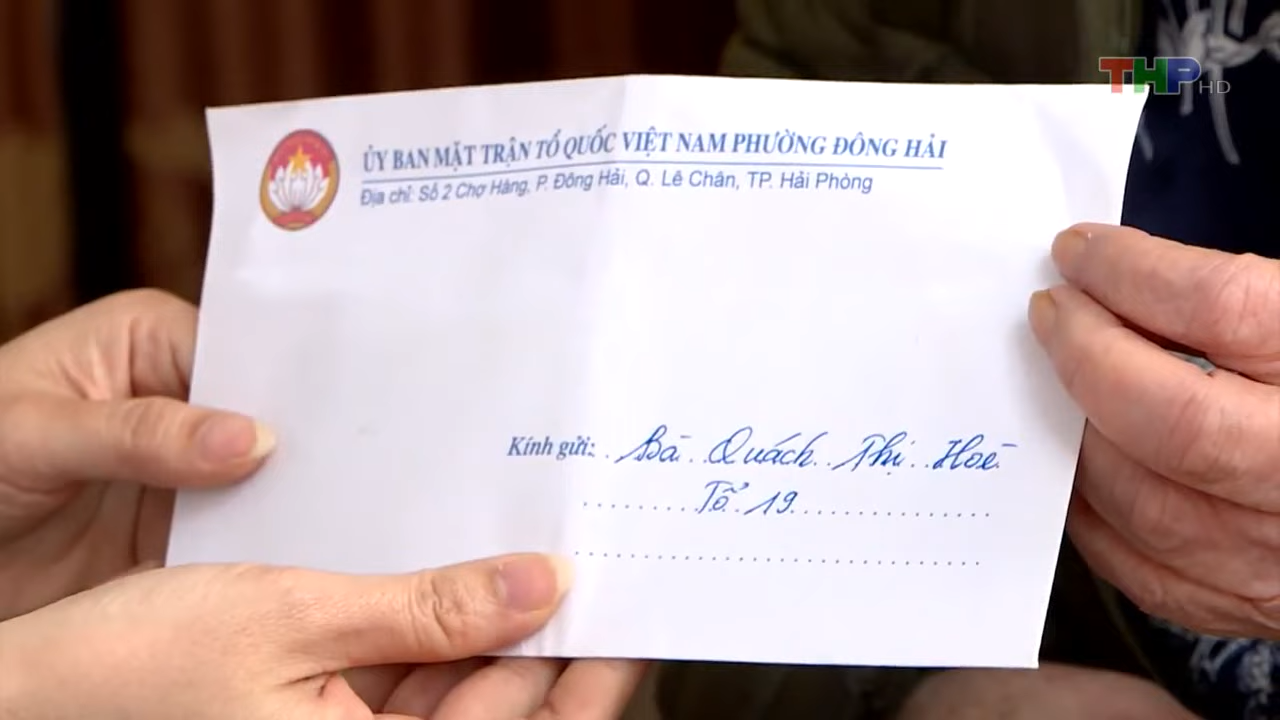 THP HD
ỦY BAN MẶT TRẬN TỔ QUỐC VIỆT NAM PHƯỜNG ĐÔNG HẢI
Địa chỉ: Số 2 Chợ Hàng, P. Đông Hải, Q. Lê Chân, TP. Hải Phòng
Kính gửi: Bà Quách Thị Hoè
Tổ 19